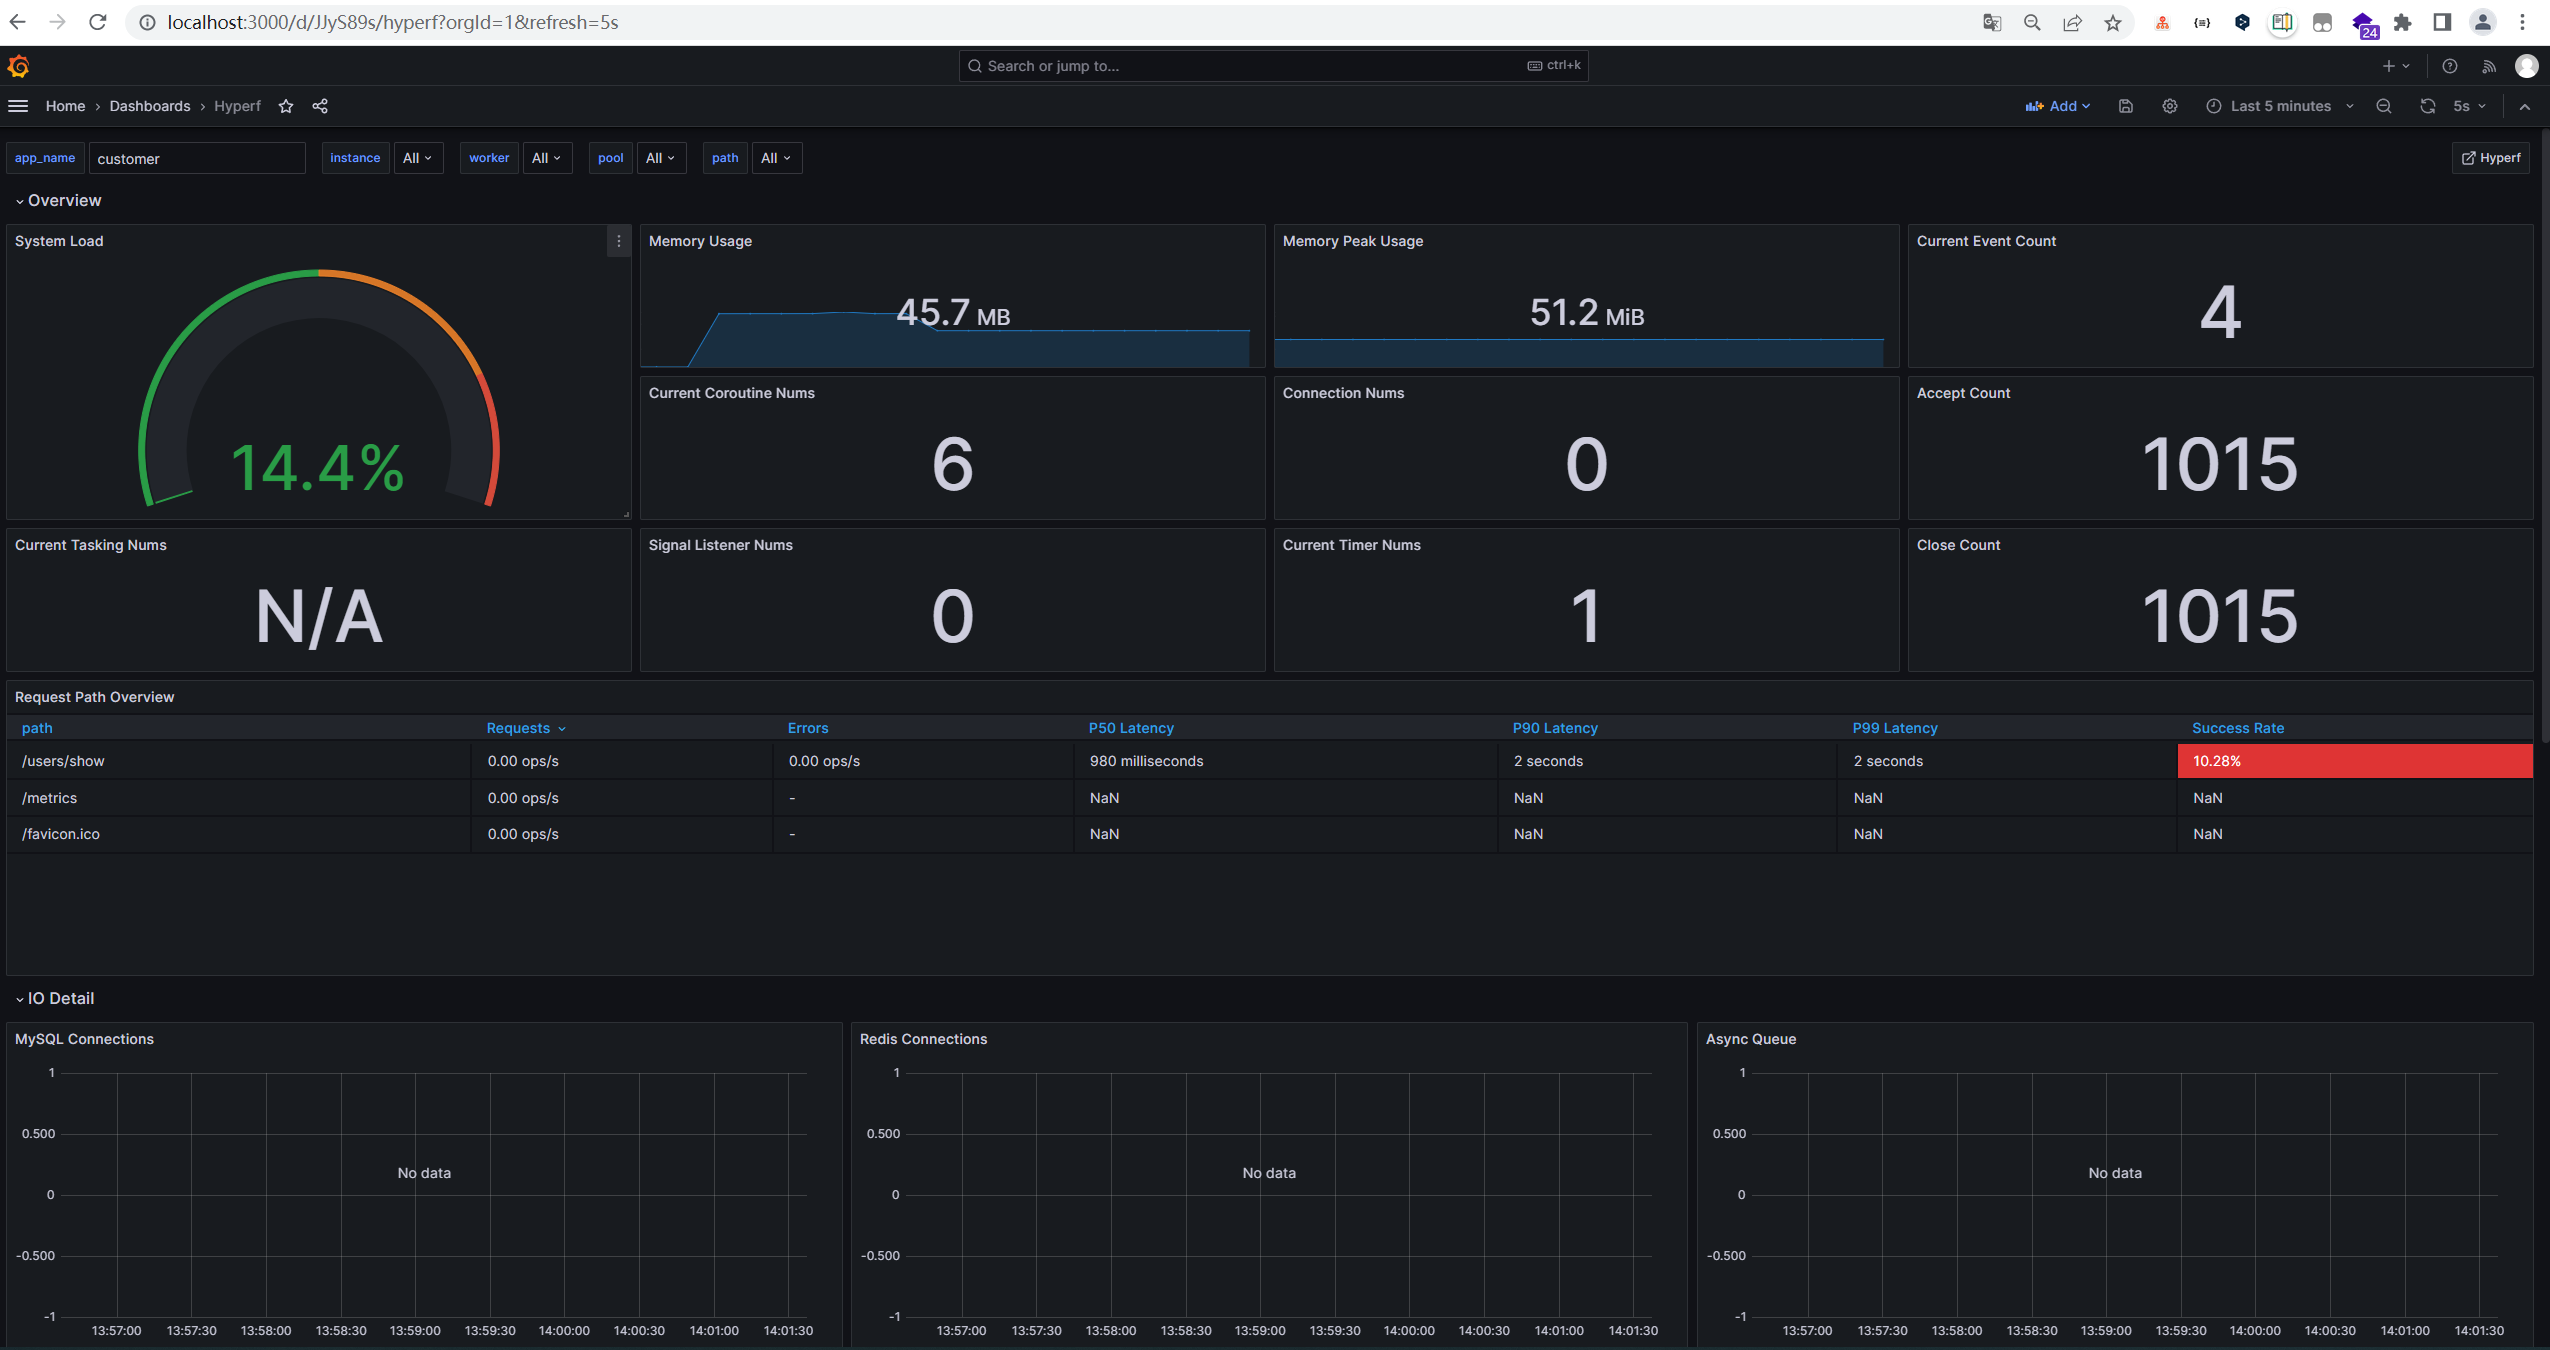 localhost:3000/d/JJyS89s/hyperf?orgId=1&refresh=5s
24
Search or jump to...
ctrl+k
Home › Dashboards › Hyperf
Add
Last 5 minutes
5s
app_name customer instance All worker All pool All path All
Hyperf
Overview
System Load
14.4%
Memory Usage
45.7 MB
Memory Peak Usage
51.2 MiB
Current Event Count
4
Current Coroutine Nums
6
Connection Nums
0
Accept Count
1015
Current Tasking Nums
N/A
Signal Listener Nums
0
Current Timer Nums
1
Close Count
1015
Request Path Overview
path Requests Errors P50 Latency P90 Latency P99 Latency Success Rate
/users/show 0.00 ops/s 0.00 ops/s 980 milliseconds 2 seconds 2 seconds 10.28%
/metrics 0.00 ops/s - NaN NaN NaN NaN
/favicon.ico 0.00 ops/s - NaN NaN NaN NaN
IO Detail
MySQL Connections
1
0.500
No data
0
-0.500
-1
13:57:00 13:57:30 13:58:00 13:58:30 13:59:00 13:59:30 14:00:00 14:00:30 14:01:00 14:01:30
Redis Connections
1
0.500
No data
0
-0.500
-1
13:57:00 13:57:30 13:58:00 13:58:30 13:59:00 13:59:30 14:00:00 14:00:30 14:01:00 14:01:30
Async Queue
1
0.500
No data
0
-0.500
-1
13:57:00 13:57:30 13:58:00 13:58:30 13:59:00 13:59:30 14:00:00 14:00:30 14:01:00 14:01:30